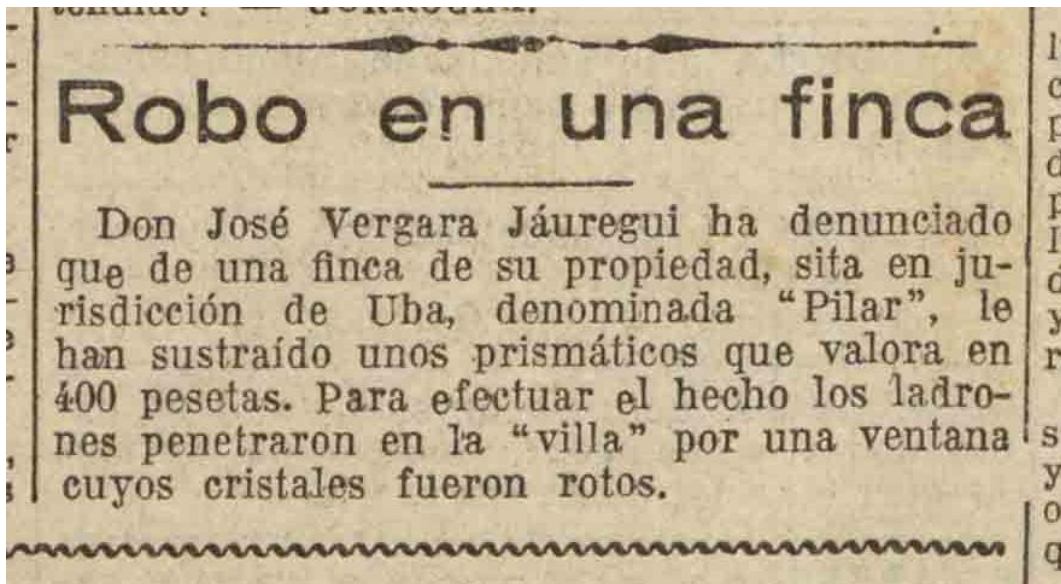 Robo en una finca
Don José Vergara Jáuregui ha denunciado
que de una finca de su propiedad, sita en ju-
risdicción de Uba, denominada “Pilar”, le
han sustraído unos prismáticos que valora en
400 pesetas. Para efectuar el hecho los ladro-
nes penetraron en la “villa” por una ventana
cuyos cristales fueron rotos.